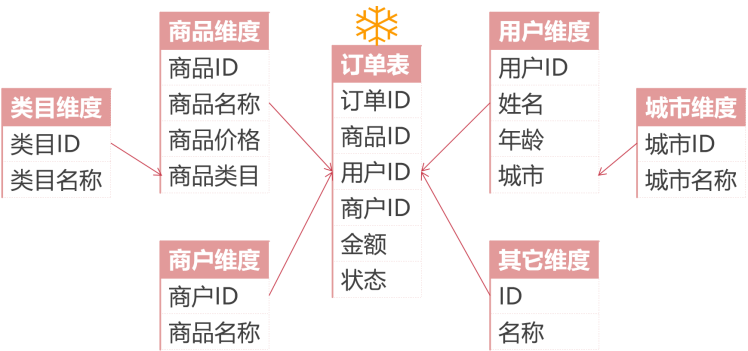 类目维度
类目ID
类目名称
商品维度
商品ID
商品名称
商品价格
商品类目
商户维度
商户ID
商品名称
订单表
订单ID
商品ID
用户ID
商户ID
金额
状态
用户维度
用户ID
姓名
年龄
城市
其它维度
ID
名称
城市维度
城市ID
城市名称